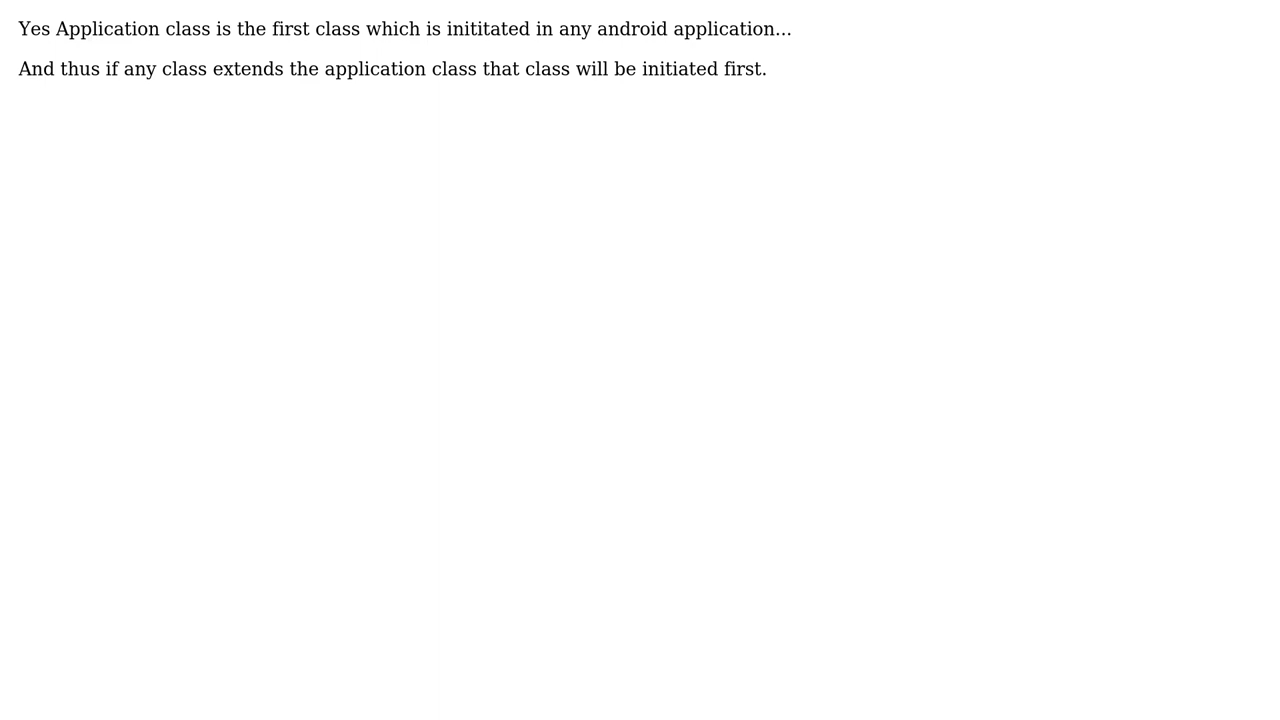 Yes Application class is the first class which is inititated in any android application...
And thus if any class extends the application class that class will be initiated first.